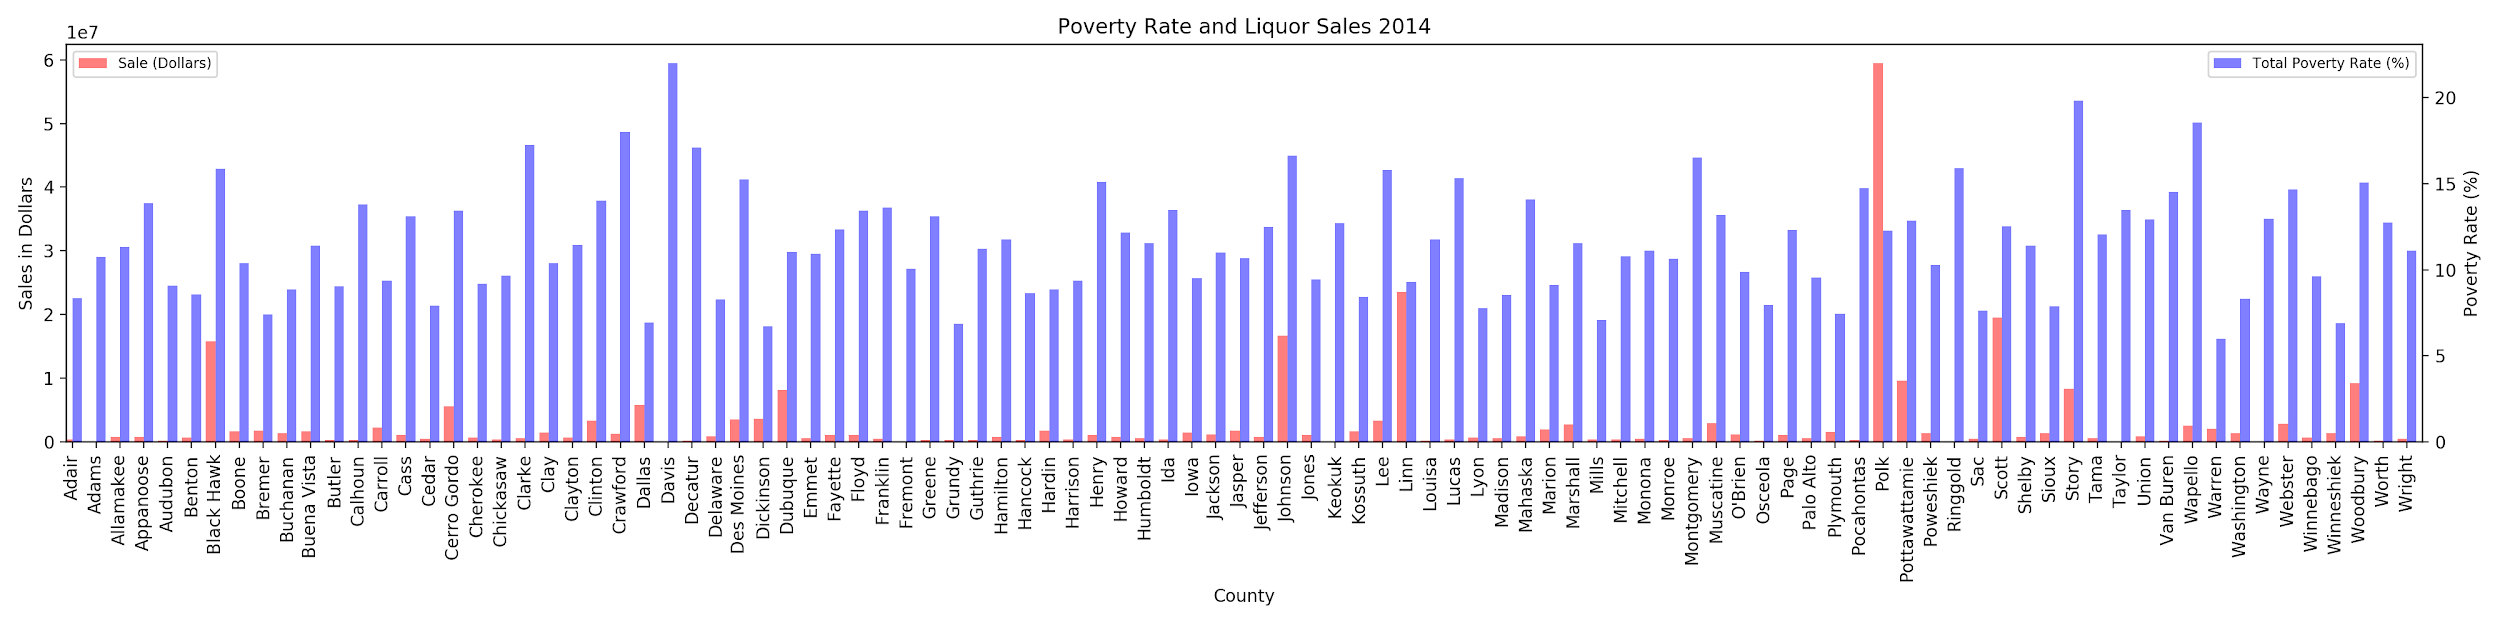 Poverty Rate and Liquor Sales 2014
1e7
Sale (Dollars)
Total Poverty Rate (%)
6
5
4
3
2
1
0
Sales in Dollars
20
15
10
5
0
Poverty Rate (%)
Adair
Adams
Allamakee
Appanoose
Audubon
Benton
Black Hawk
Boone
Bremer
Buchanan
Buena Vista
Butler
Calhoun
Carroll
Cass
Cedar
Cerro Gordo
Cherokee
Chickasaw
Clarke
Clay
Clayton
Clinton
Crawford
Dallas
Davis
Decatur
Delaware
Des Moines
Dickinson
Dubuque
Emmet
Fayette
Floyd
Franklin
Fremont
Greene
Grundy
Guthrie
Hamilton
Hancock
Hardin
Harrison
Henry
Howard
Humboldt
Ida
Iowa
Jackson
Jasper
Jefferson
Johnson
Jones
Keokuk
Kossuth
Lee
Linn
Louisa
Lucas
Lyon
Madison
Mahaska
Marion
Marshall
Mills
Mitchell
Monona
Monroe
Montgomery
Muscatine
O'Brien
Osceola
Page
Palo Alto
Plymouth
Pocahontas
Polk
Pottawattamie
Poweshiek
Ringgold
Sac
Scott
Shelby
Sioux
Story
Tama
Taylor
Union
Van Buren
Wapello
Warren
Washington
Wayne
Webster
Winnebago
Winneshiek
Woodbury
Worth
Wright
County